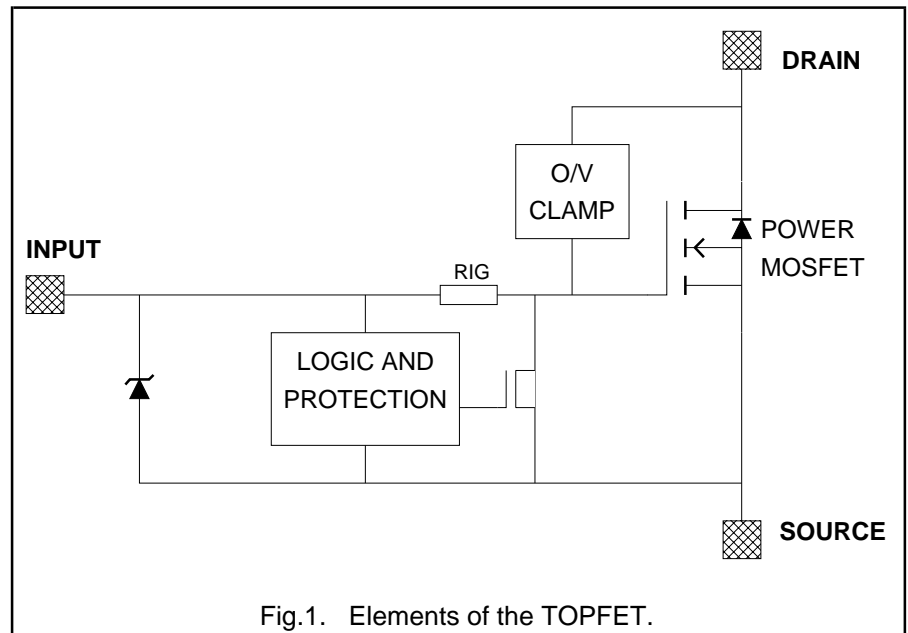 DRAIN
O/V
CLAMP
POWER
MOSFET
INPUT
RIG
LOGIC AND
PROTECTION
SOURCE
Fig.1. Elements of the TOPFET.